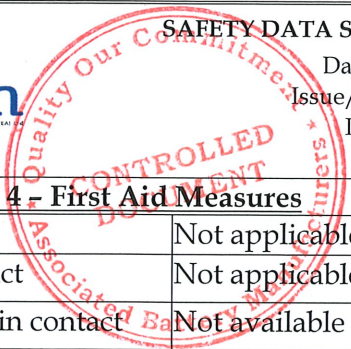 SAFETY DATA S
Da
Issue/
Quality Our Commitment
CONTROLLED
DOCUMENT
4 – First Aid Measures
Not applicable
ct
Not applicable
in contact
Not available
Associated Battery Manufacturers